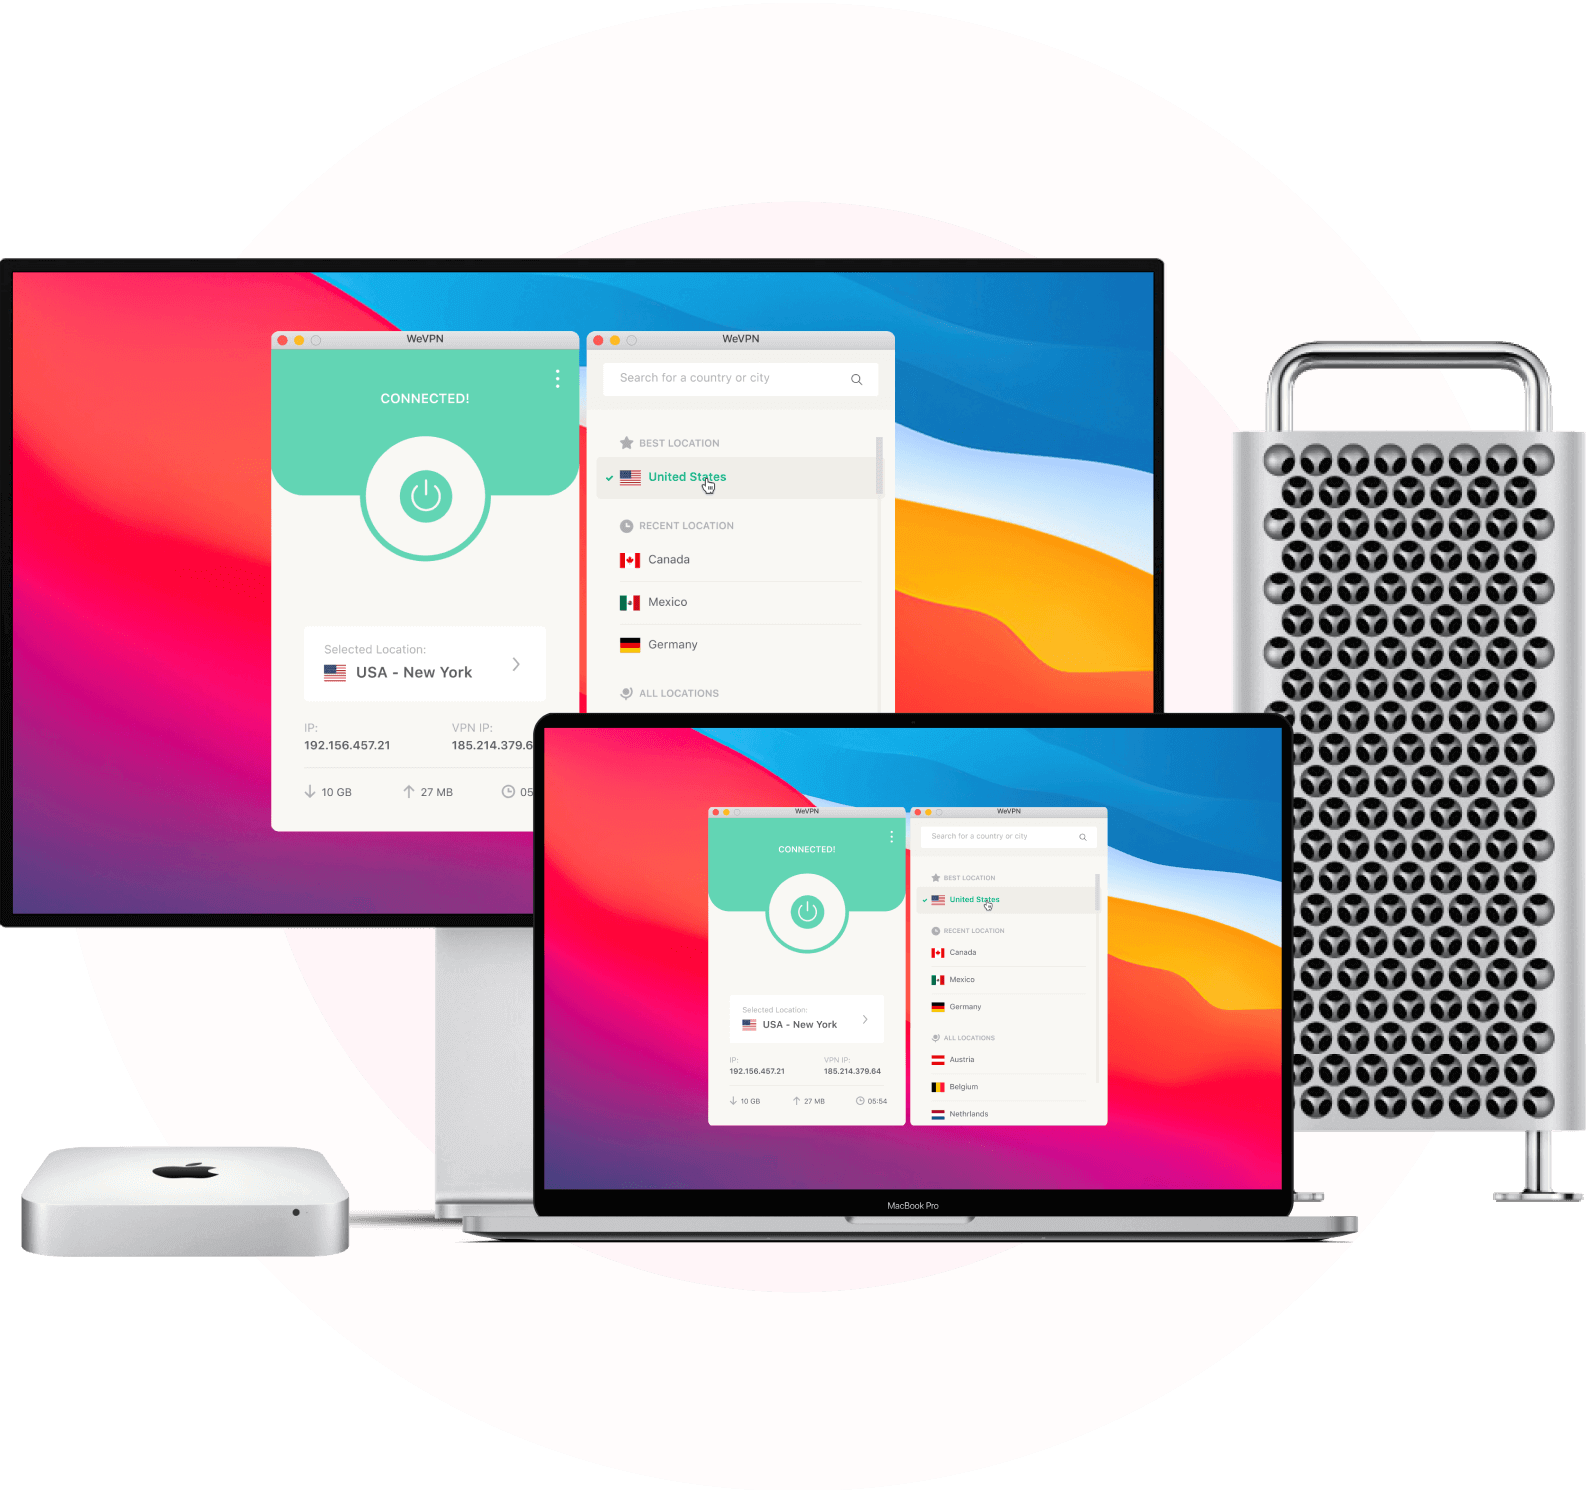 WeVPN
CONNECTED!
Selected Location:
USA - New York
IP:
192.156.457.21
VPN IP:
185.214.379.6
10 GB
27 MB
05
WeVPN
Search for a country or city
BEST LOCATION
United States
RECENT LOCATION
Canada
Mexico
Germany
ALL LOCATIONS
WeVPN
CONNECTED!
Selected Location:
USA - New York
IP:
192.156.457.21
VPN IP:
185.214.379.64
10 GB
27 MB
05:54
WeVPN
Search for a country or city
BEST LOCATION
United States
RECENT LOCATION
Canada
Mexico
Germany
ALL LOCATIONS
Austria
Belgium
Nethrlands
MacBook Pro